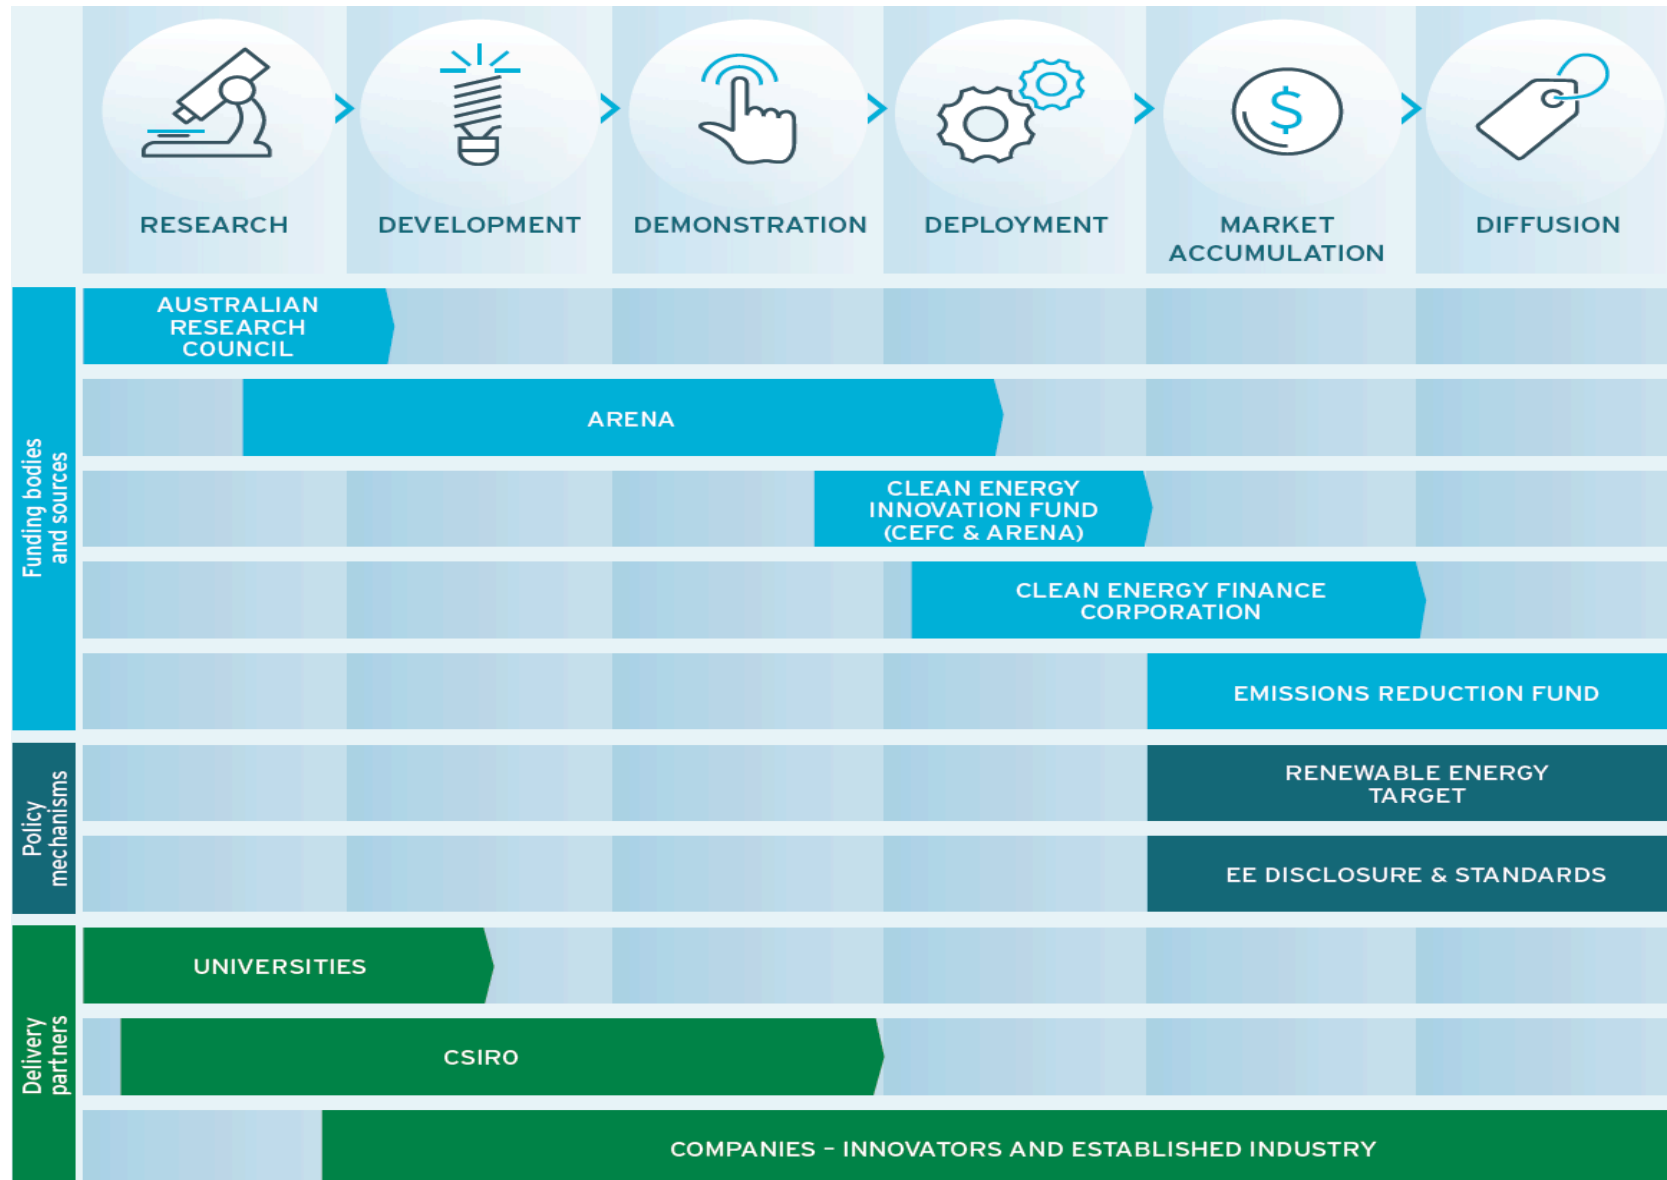 RESEARCH
DEVELOPMENT
DEMONSTRATION
DEPLOYMENT
MARKET
ACCUMULATION
DIFFUSION
Funding bodies
and sources
AUSTRALIAN
RESEARCH
COUNCIL
ARENA
CLEAN ENERGY
INNOVATION FUND
(CEFC & ARENA)
CLEAN ENERGY FINANCE
CORPORATION
EMISSIONS REDUCTION FUND
Policy
mechanisms
RENEWABLE ENERGY
TARGET
EE DISCLOSURE & STANDARDS
Delivery
partners
UNIVERSITIES
CSIRO
COMPANIES – INNOVATORS AND ESTABLISHED INDUSTRY
$